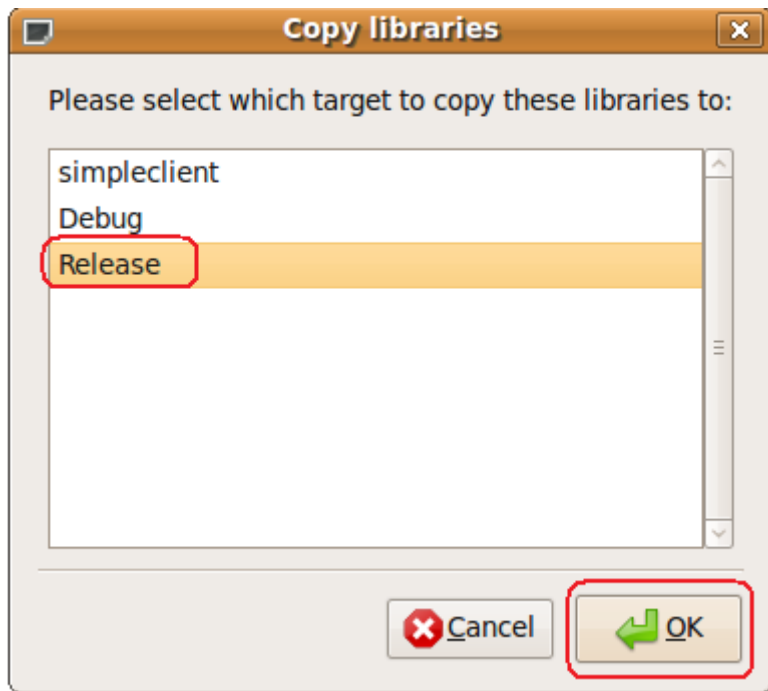 Copy libraries
Please select which target to copy these libraries to:
simpleclient
Debug
Release
Cancel
OK